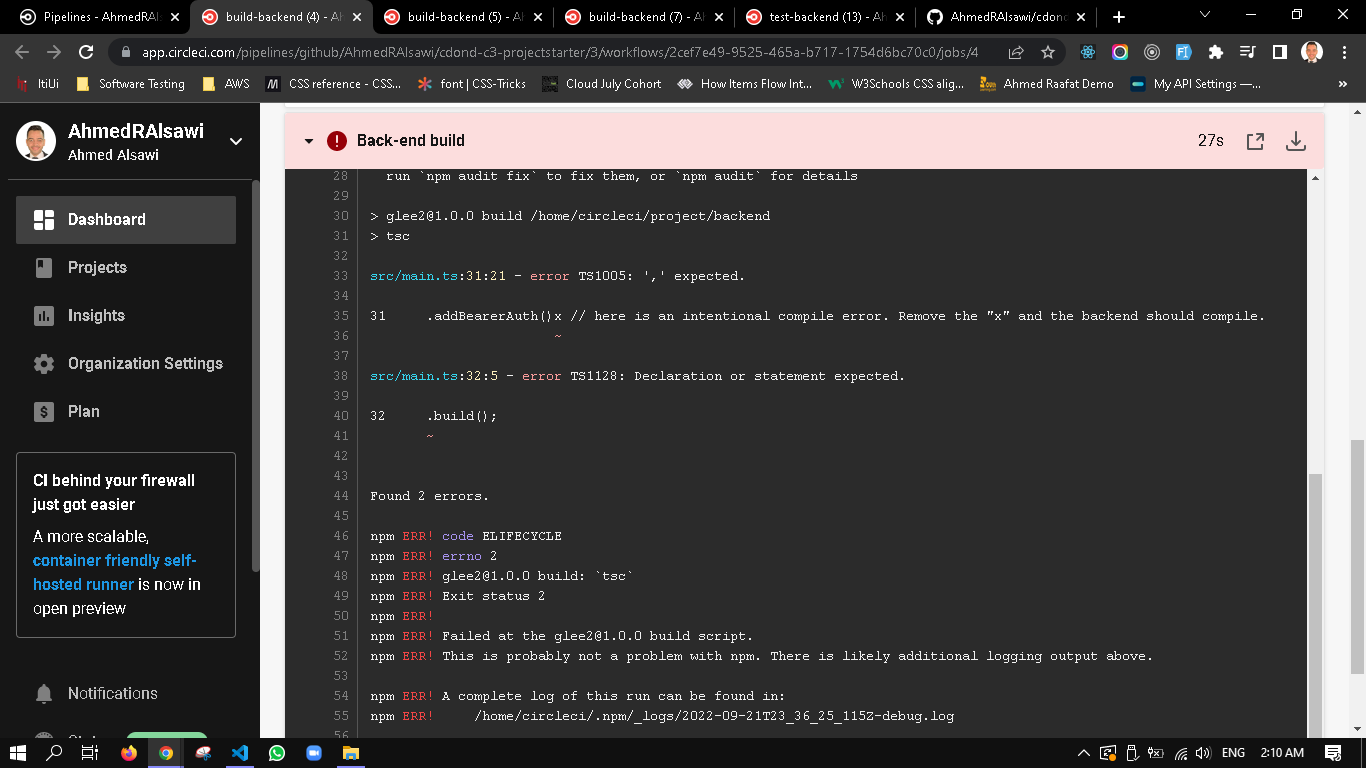 Pipelines - AhmedRAl
build-backend (4) - Ah
build-backend (5) - Ah
build-backend (7) - Ah
test-backend (13) - Ah
AhmedRAlsawi/cdond
app.circleci.com/pipelines/github/AhmedRAlsawi/cdond-c3-projectstarter/3/workflows/2cef7e49-9525-465a-b717-1754d6bc70c0/jobs/4
ItiUi
Software Testing
AWS
CSS reference - CSS...
font | CSS-Tricks
Cloud July Cohort
How Items Flow Int...
W3Schools CSS alig...
Ahmed Raafat Demo
My API Settings —...
»
AhmedRAlsawi
Ahmed Alsawi
Dashboard
Projects
Insights
Organization Settings
Plan
CI behind your firewall
just got easier
A more scalable,
container friendly self-
hosted runner is now in
open preview
Notifications
Back-end build
27s
28 run `npm audit fix` to fix them, or `npm audit` for details
29
30 > glee2@1.0.0 build /home/circleci/project/backend
31 > tsc
32
33 src/main.ts:31:21 - error TS1005: ',' expected.
34
35 31 .addBearerAuth()x // here is an intentional compile error. Remove the "x" and the backend should compile.
36 ~
37
38 src/main.ts:32:5 - error TS1128: Declaration or statement expected.
39
40 32 .build();
41 ~
42
43
44 Found 2 errors.
45
46 npm ERR! code ELIFECYCLE
47 npm ERR! errno 2
48 npm ERR! glee2@1.0.0 build: `tsc`
49 npm ERR! Exit status 2
50 npm ERR!
51 npm ERR! Failed at the glee2@1.0.0 build script.
52 npm ERR! This is probably not a problem with npm. There is likely additional logging output above.
53
54 npm ERR! A complete log of this run can be found in:
55 npm ERR! /home/circleci/.npm/_logs/2022-09-21T23_36_25_115Z-debug.log
56
ENG
2:10 AM